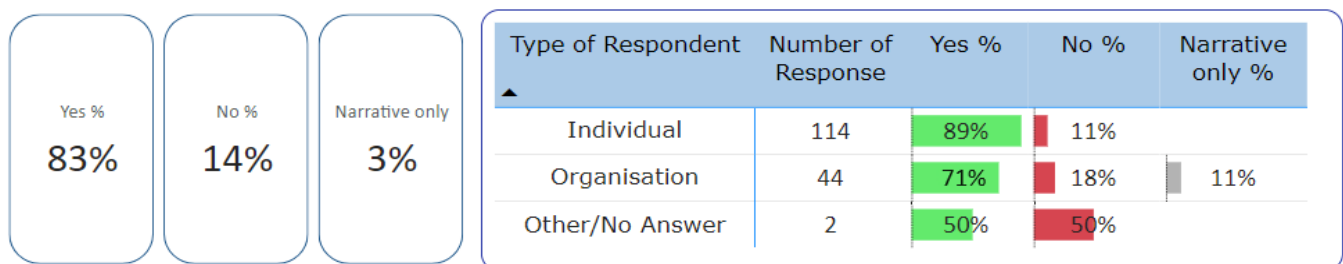 Yes %
83%
No %
14%
Narrative only
3%
Type of Respondent Number of Response Yes % No % Narrative only %
Individual 114 89% 11%
Organisation 44 71% 18% 11%
Other/No Answer 2 50% 50%